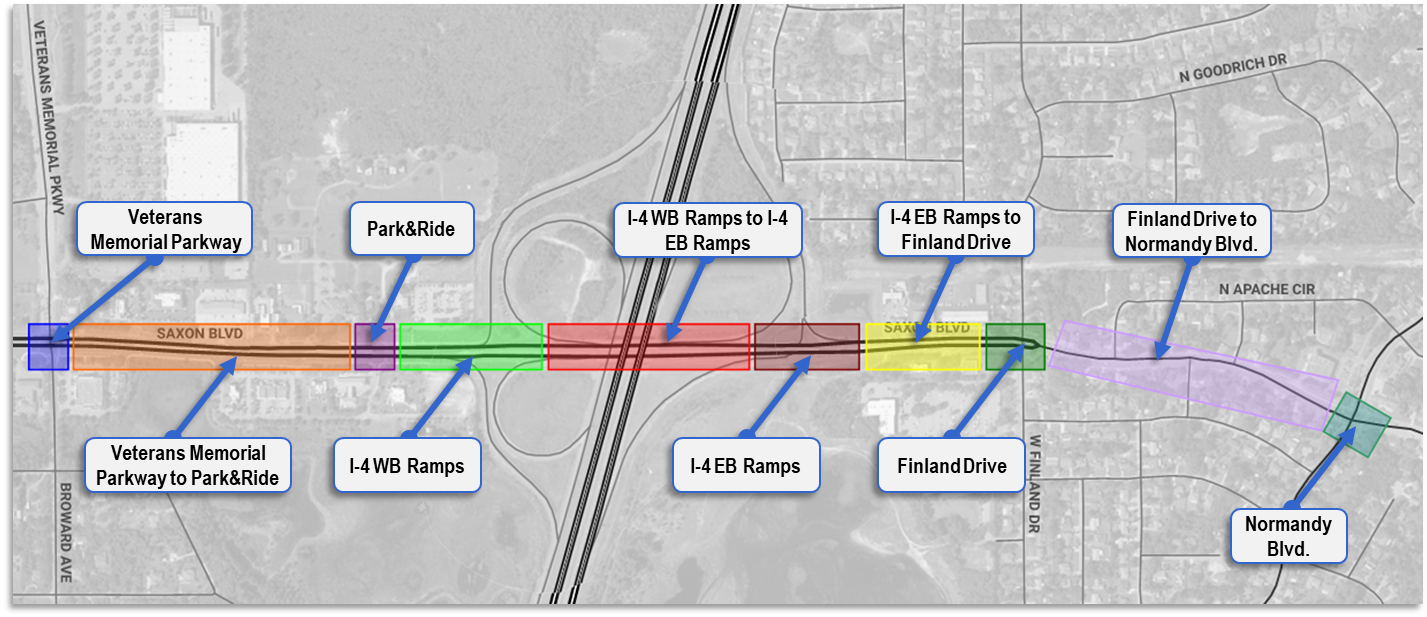 VETERANS MEMORIAL PKWY
N GOODRICH DR
Veterans
Memorial Parkway
Park&Ride
I-4 WB Ramps to I-4
EB Ramps
I-4 EB Ramps to
Finland Drive
Finland Drive to
Normandy Blvd.
N APACHE CIR
SAXON BLVD
SAXON BLVD
Veterans Memorial
Parkway to Park&Ride
I-4 WB Ramps
I-4 EB Ramps
Finland Drive
W FINLAND DR
BROWARD AVE
Normandy
Blvd.